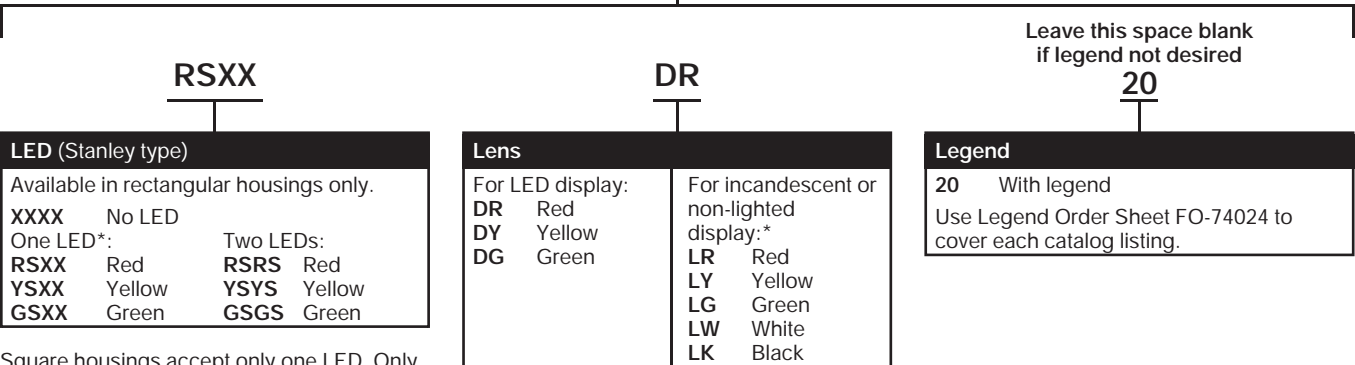 Leave this space blank
if legend not desired
RSXX
DR
20
LED (Stanley type)
Available in rectangular housings only.
XXXX No LED
One LED*: Two LEDs:
RSXX Red RSRS Red
YSXX Yellow YSYS Yellow
GSXX Green GSGS Green
Square housings accept only one LED. Only
Lens
For LED display:
DR Red
DY Yellow
DG Green
For incandescent or
non-lighted
display:*
LR Red
LY Yellow
LG Green
LW White
LK Black
Legend
20 With legend
Use Legend Order Sheet FO-74024 to
cover each catalog listing.